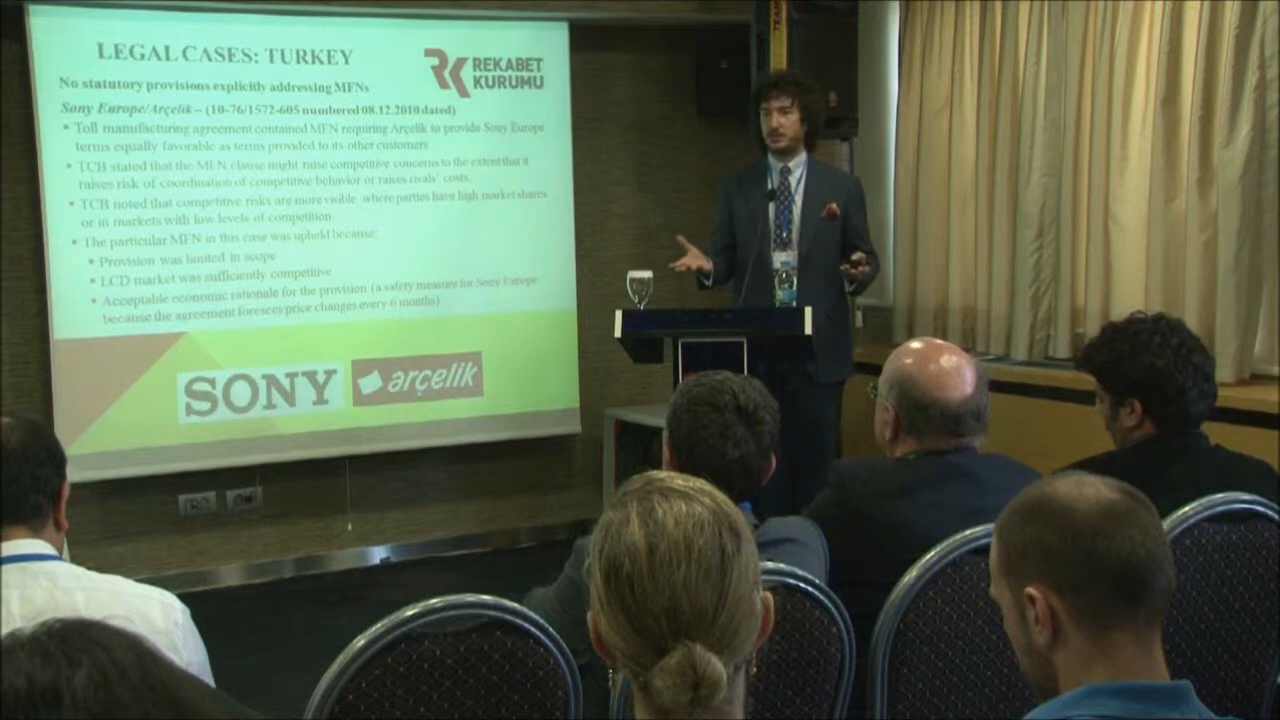 LEGAL CASES: TURKEY
RK REKABET
KURUMU
No statutory provisions explicitly addressing MFNs
Sony Europe/Arçelik – (10-76/1572-605 numbered 08.12.2010 dated)
▪ Toll manufacturing agreement contained MFN requiring Arçelik to provide Sony Europe
terms equally favorable as terms provided to its other customers
▪ TCB stated that the MFN clause might raise competitive concerns to the extent that it
raises risk of coordination of competitive behavior or raises rivals' costs.
▪ TCB noted that competitive risks are more visible where parties have high market shares
or in markets with low levels of competition
▪ The particular MFN in this case was upheld because:
▪ Provision was limited in scope
▪ LCD market was sufficiently competitive
▪ Acceptable economic rationale for the provision (a safety measure for Sony Europe
because the agreement foresees price changes every 6 months)
SONY
arçelik
TEAM